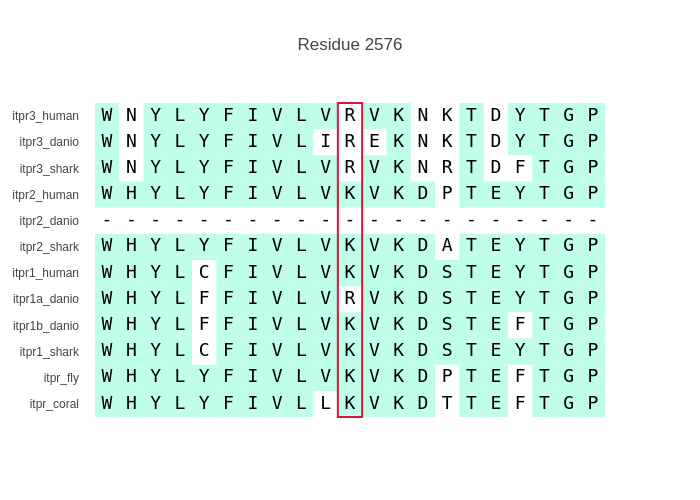 Residue 2576
itpr3_human W N Y L Y F I V L V R V K N K T D Y T G P
itpr3_danio W N Y L Y F I V L I R E K N K T D Y T G P
itpr3_shark W N Y L Y F I V L V R V K N R T D F T G P
itpr2_human W H Y L Y F I V L V K V K D P T E Y T G P
itpr2_danio - - - - - - - - - - - - - - - - - - - - -
itpr2_shark W H Y L Y F I V L V K V K D A T E Y T G P
itpr1_human W H Y L C F I V L V K V K D S T E Y T G P
itpr1a_danio W H Y L F F I V L V R V K D S T E Y T G P
itpr1b_danio W H Y L F F I V L V K V K D S T E F T G P
itpr1_shark W H Y L C F I V L V K V K D S T E Y T G P
itpr_fly W H Y L Y F I V L V K V K D P T E F T G P
itpr_coral W H Y L Y F I V L L K V K D T T E F T G P